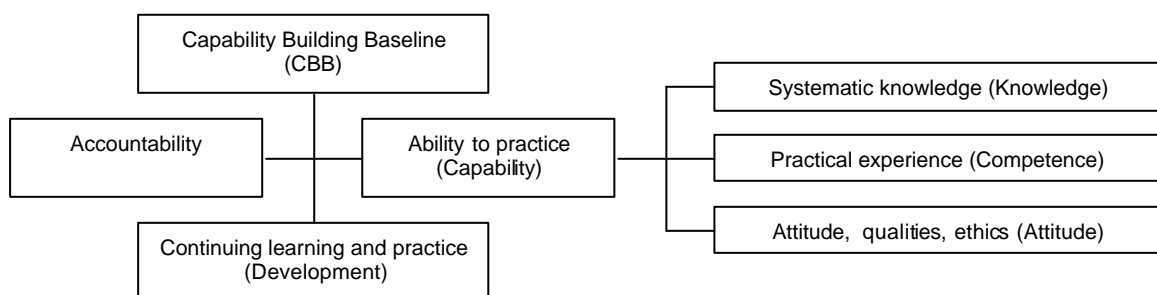 Capability Building Baseline
(CBB)
Accountability
Ability to practice
(Capability)
Continuing learning and practice
(Development)
Systematic knowledge (Knowledge)
Practical experience (Competence)
Attitude, qualities, ethics (Attitude)